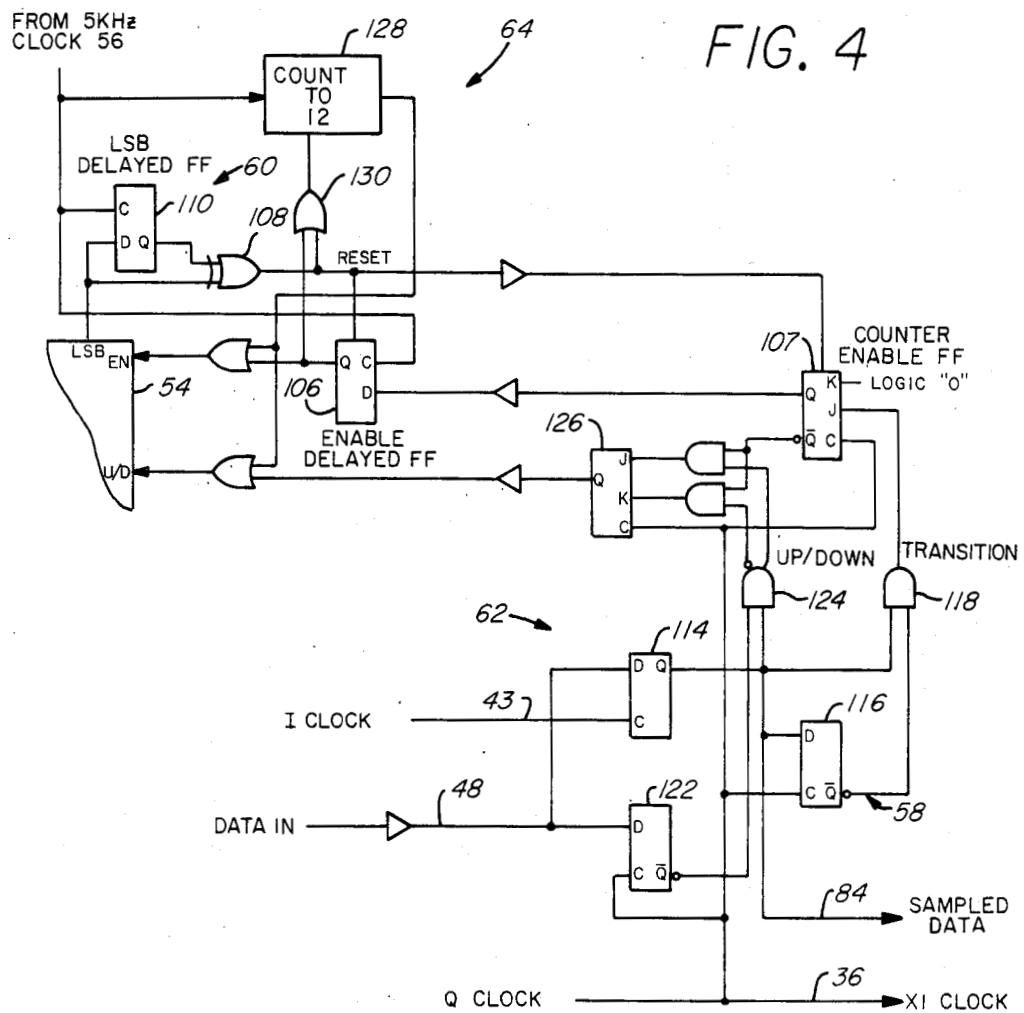 FROM 5KHz
CLOCK 56
128
64
FIG. 4
COUNT
TO
12
LSB
DELAYED FF
60
130
110
108
C
D Q
RESET
LSB
EN
54
Q C
D
106
ENABLE
DELAYED FF
107
COUNTER
ENABLE FF
K
LOGIC "O"
Q
J
Q̅ C
126
J
Q
K
C
U/D
UP/DOWN
TRANSITION
124
118
62
114
D Q
C
43
I CLOCK
116
D
C Q̅
58
122
48
DATA IN
D
C Q̅
84
SAMPLED
DATA
Q CLOCK
36
X1 CLOCK